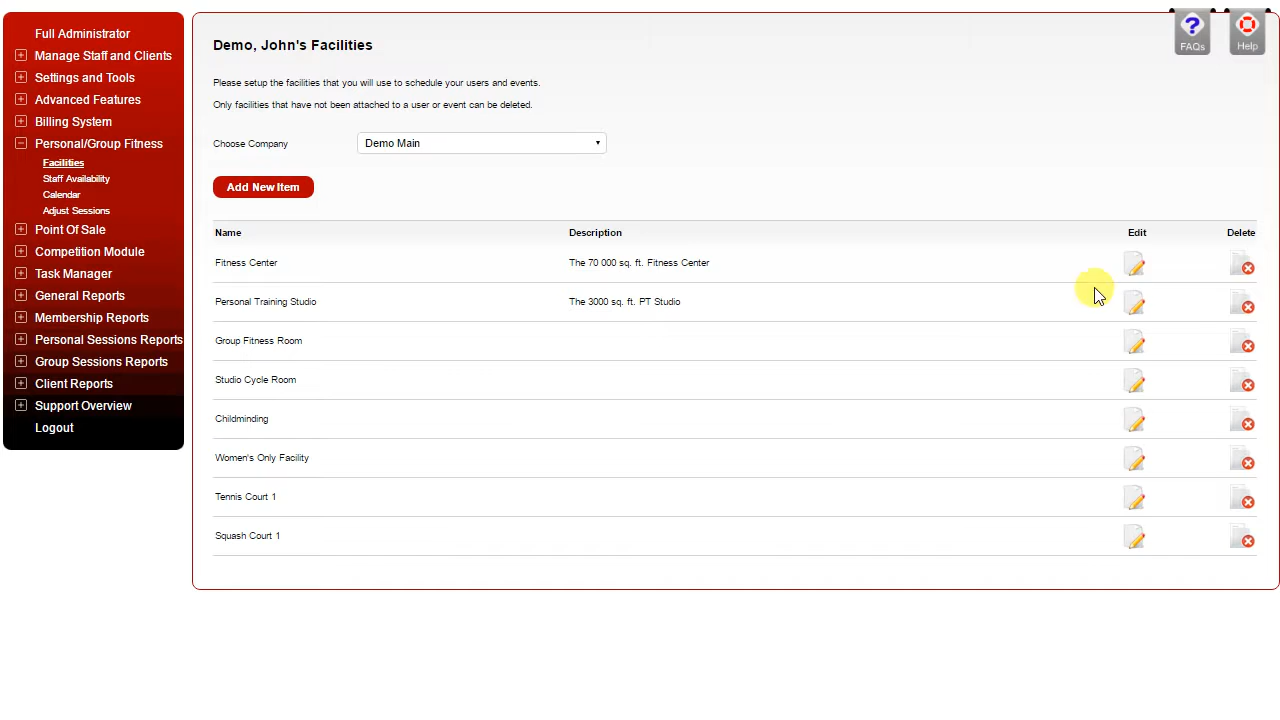 Full Administrator
Manage Staff and Clients
Settings and Tools
Advanced Features
Billing System
Personal/Group Fitness
Facilities
Staff Availability
Calendar
Adjust Sessions
Point Of Sale
Competition Module
Task Manager
General Reports
Membership Reports
Personal Sessions Reports
Group Sessions Reports
Client Reports
Support Overview
Logout
FAQs
Help
Demo, John's Facilities
Please setup the facilities that you will use to schedule your users and events.
Only facilities that have not been attached to a user or event can be deleted.
Choose Company Demo Main
Add New Item
Name Description Edit Delete
Fitness Center The 70 000 sq. ft. Fitness Center
Personal Training Studio The 3000 sq. ft. PT Studio
Group Fitness Room
Studio Cycle Room
Childminding
Women's Only Facility
Tennis Court 1
Squash Court 1